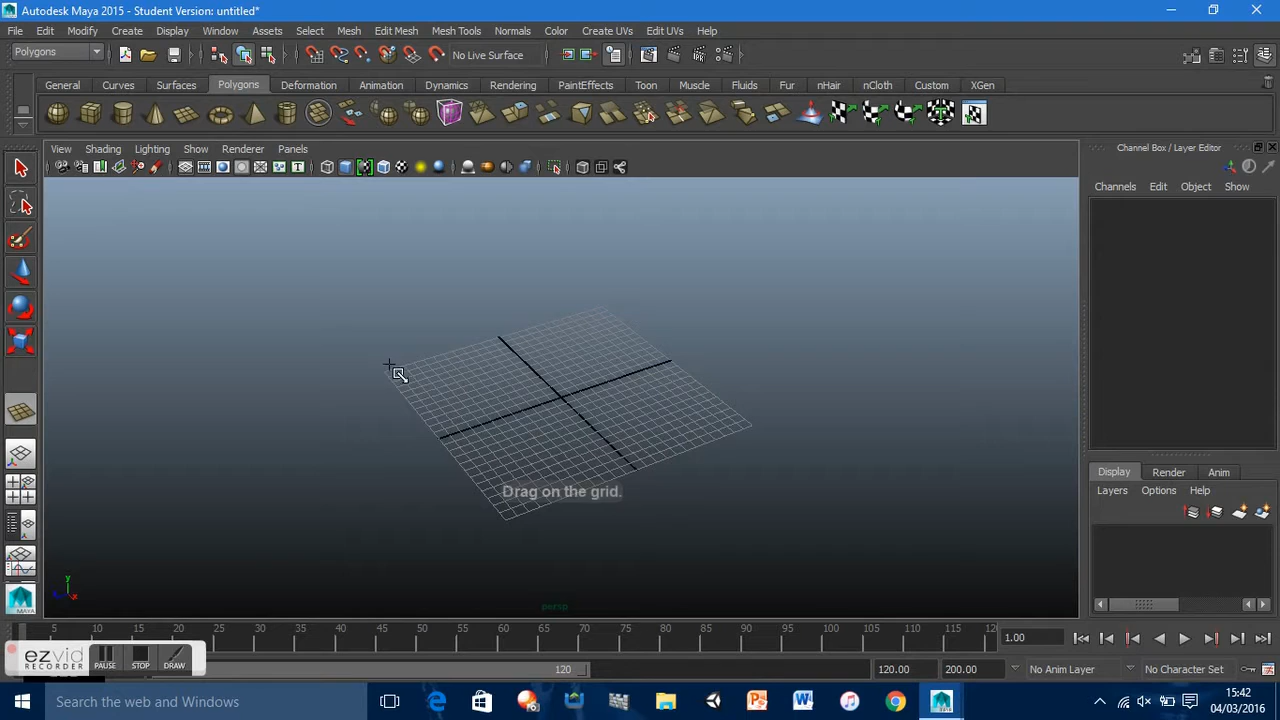 Autodesk Maya 2015 - Student Version: untitled*
File Edit Modify Create Display Window Assets Select Mesh Edit Mesh Mesh Tools Normals Color Create UVs Edit UVs Help
Polygons No Live Surface
General Curves Surfaces Polygons Deformation Animation Dynamics Rendering PaintEffects Toon Muscle Fluids Fur nHair nCloth Custom XGen
View Shading Lighting Show Renderer Panels
Channel Box / Layer Editor
Channels Edit Object Show
Drag on the grid.
Display Render Anim
Layers Options Help
y
x
persp
MAYA
5 10 15 20 25 30 35 40 45 50 55 60 65 70 75 80 85 90 95 100 105 110 115 12
1.00
ezvid
RECORDER
PAUSE STOP DRAW
120 120.00 200.00 No Anim Layer No Character Set
Search the web and Windows
15:42
04/03/2016